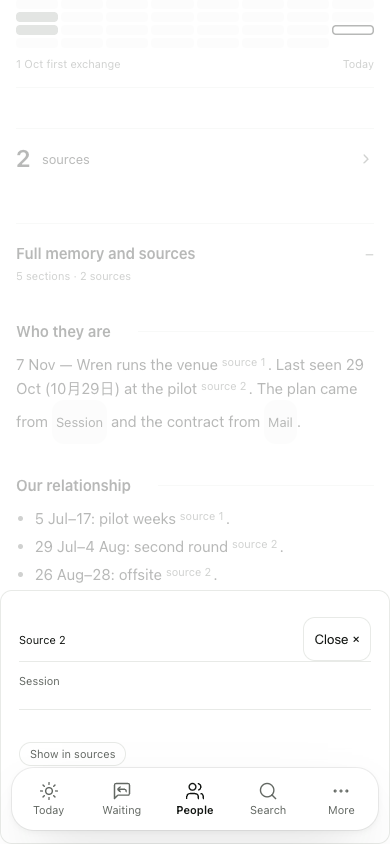 1 Oct first exchange Today
2 sources
Full memory and sources –
5 sections · 2 sources
Who they are
7 Nov — Wren runs the venue source 1. Last seen 29
Oct (10月29日) at the pilot source 2. The plan came
from Session and the contract from Mail.
Our relationship
• 5 Jul–17: pilot weeks source 1.
• 29 Jul–4 Aug: second round source 2.
• 26 Aug–28: offsite source 2.
Source 2 Close ×
Session
Show in sources
Today Waiting People Search More